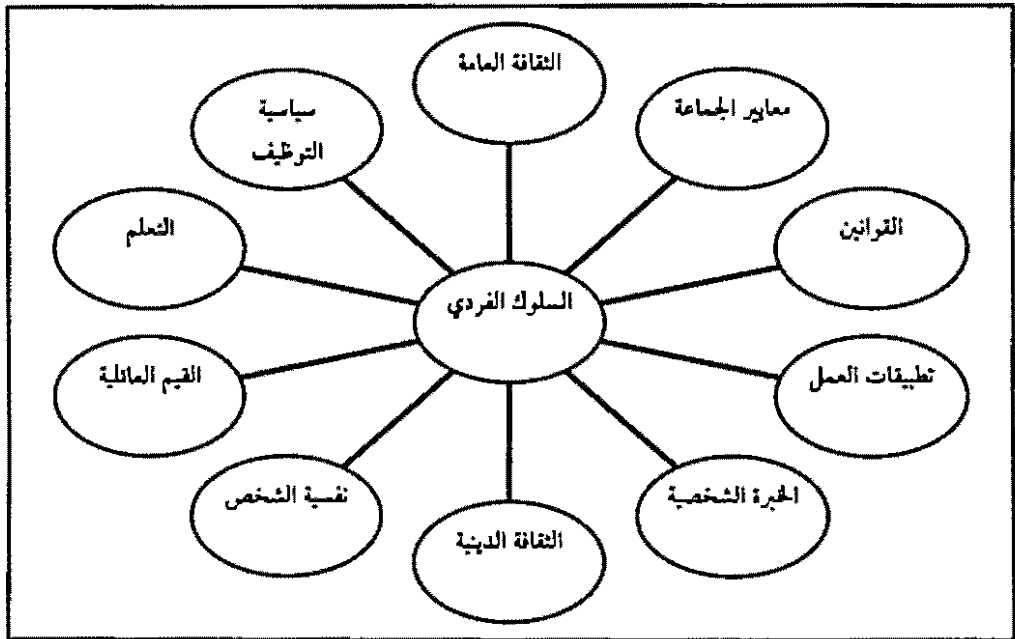 الثقافة العامة
معايير الجماعة
سياسية
التوظيف
القوانين
التعلم
السلوك الفردي
تطبيقات العمل
القيم العائلية
الخبرة الشخصية
نفسية الشخص
الثقافة الدينية